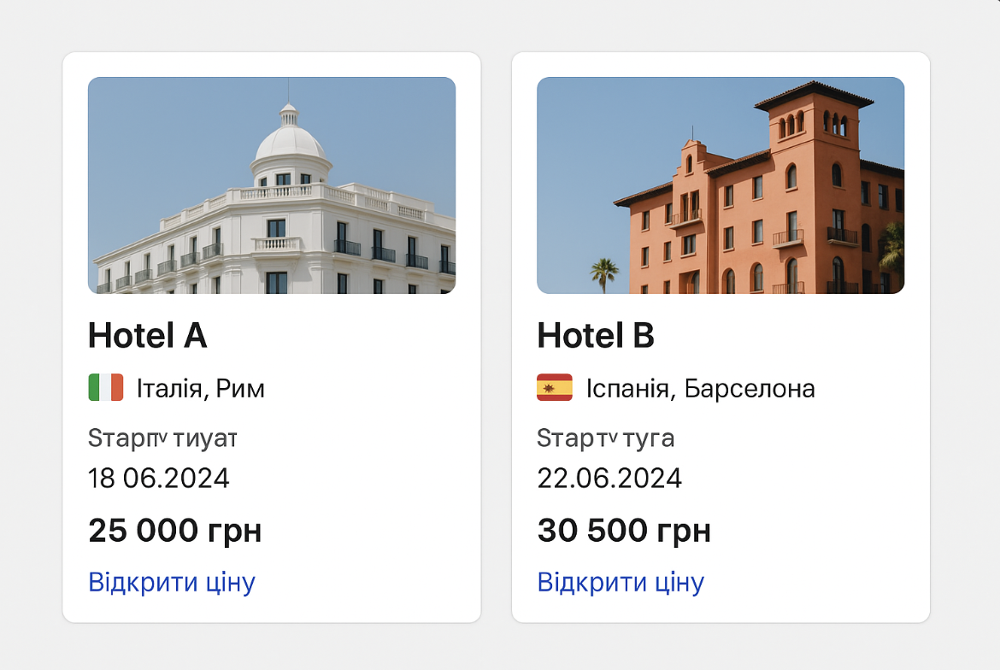 Hotel A
Італія, Рим
18 06.2024
25 000 грн
Відкрити ціну
Hotel B
Іспанія, Барселона
туга
22.06.2024
30 500 грн
Відкрити ціну